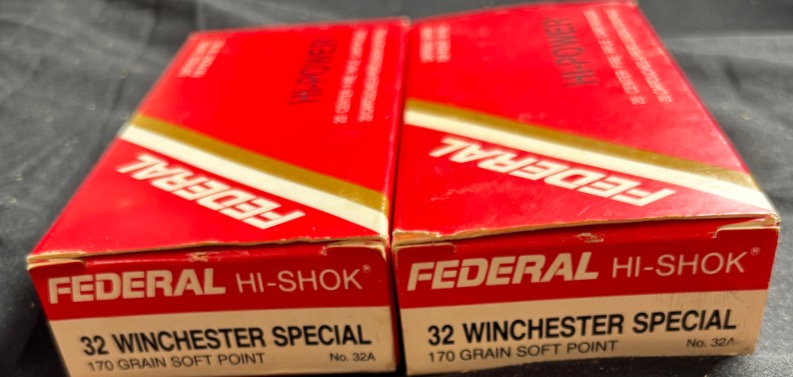 HI-POWER
FEDERAL
FEDERAL HI-SHOK®
32 WINCHESTER SPECIAL
170 GRAIN SOFT POINT No. 32A
HI-POWER
FEDERAL
FEDERAL HI-SHOK®
32 WINCHESTER SPECIAL
170 GRAIN SOFT POINT No. 32A